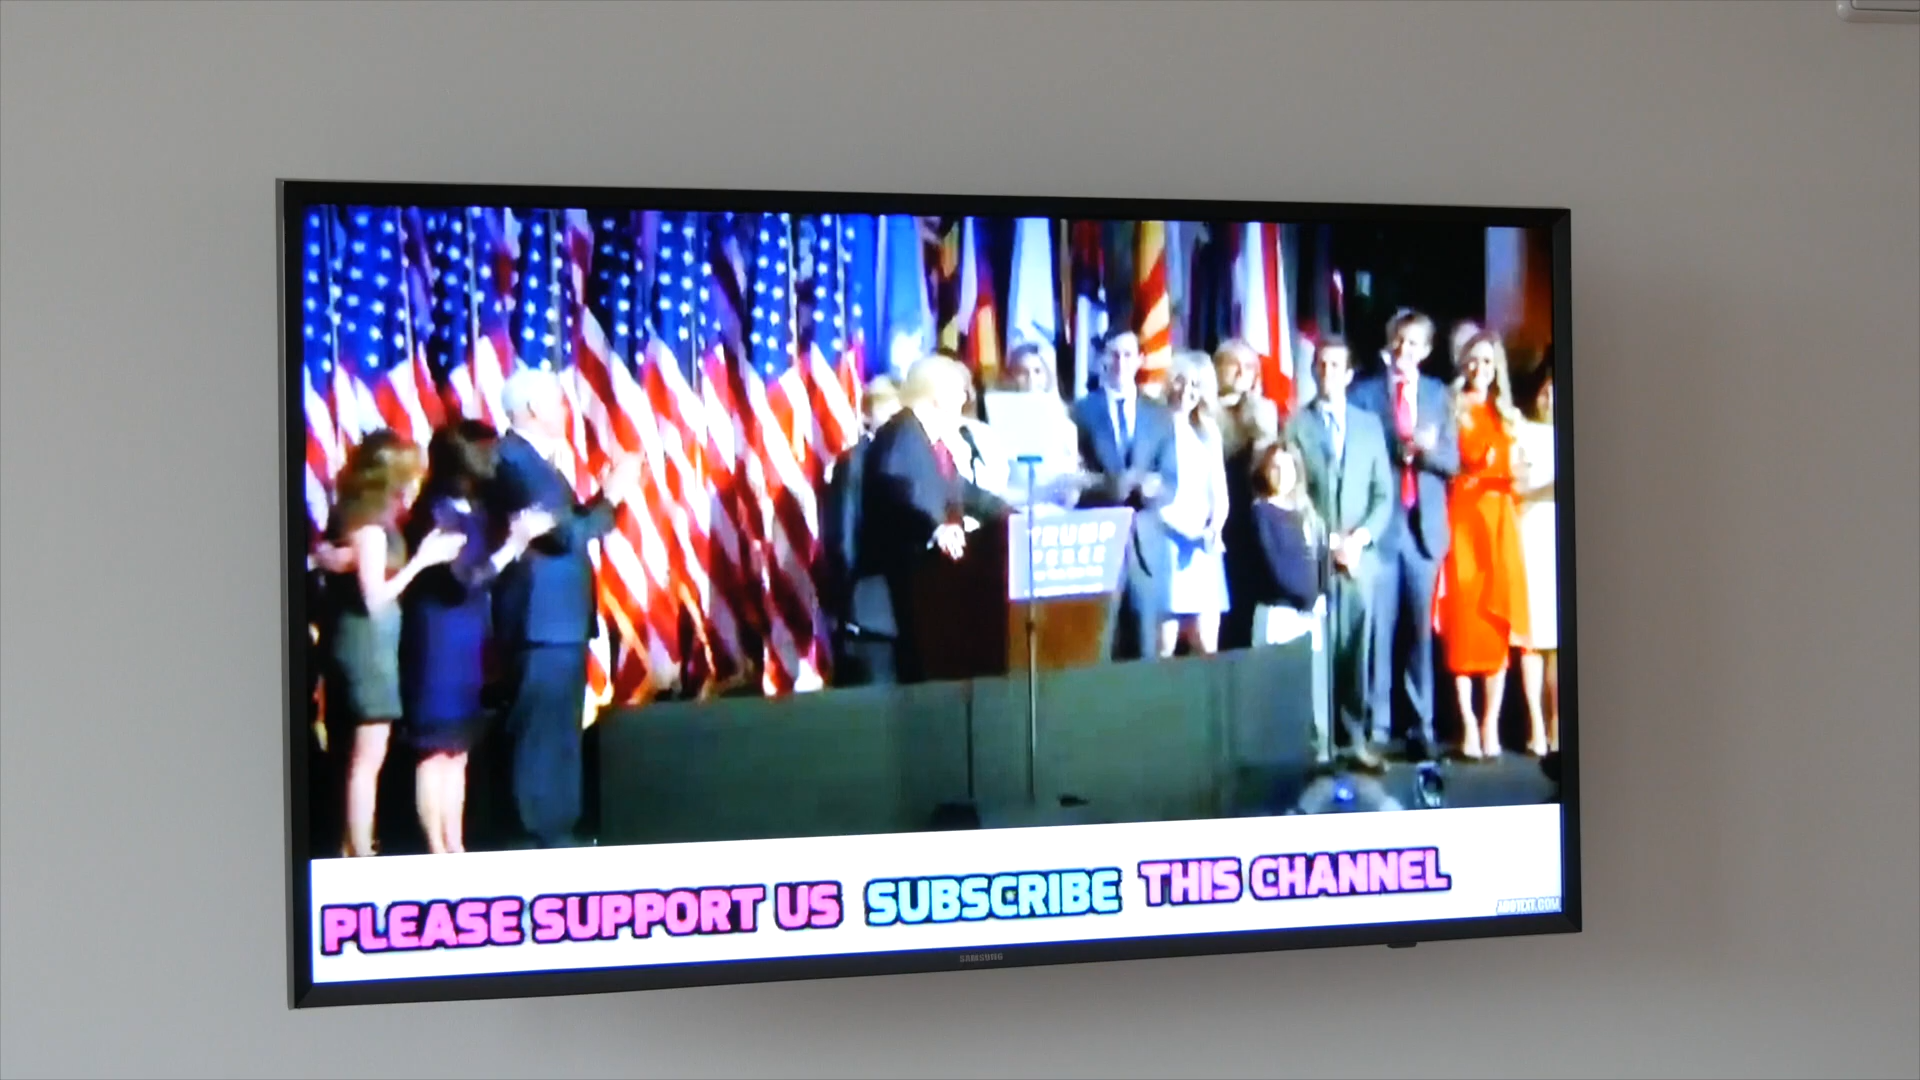 TRUMP
PENCE
PLEASE SUPPORT US SUBSCRIBE THIS CHANNEL
SAMSUNG